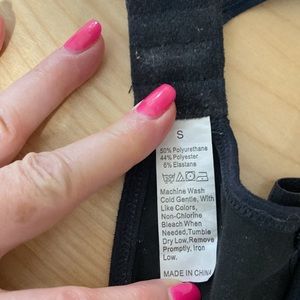 S
50% Polyurethane
44% Polyester
6% Elastane
Machine Wash
Cold Gentle, With
Like Colors,
Non-Chlorine
Bleach When
Needed,Tumble
Dry Low,Remove
Promptly, Iron
Low.
MADE IN CHINA